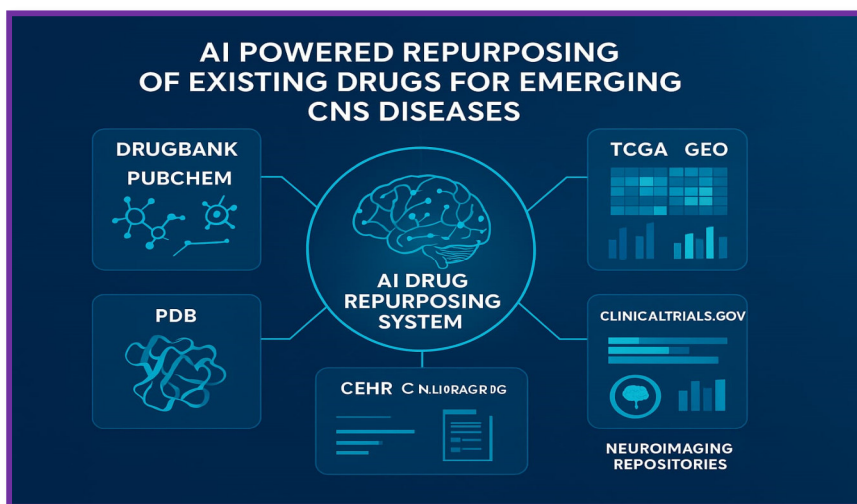 AI POWERED REPURPOSING
OF EXISTING DRUGS FOR EMERGING
CNS DISEASES
DRUGBANK
PUBCHEM
TCGA GEO
AI DRUG
REPURPOSING
SYSTEM
PDB
CLINICALTRIALS.GOV
CEHR C
NEUROIMAGING
REPOSITORIES